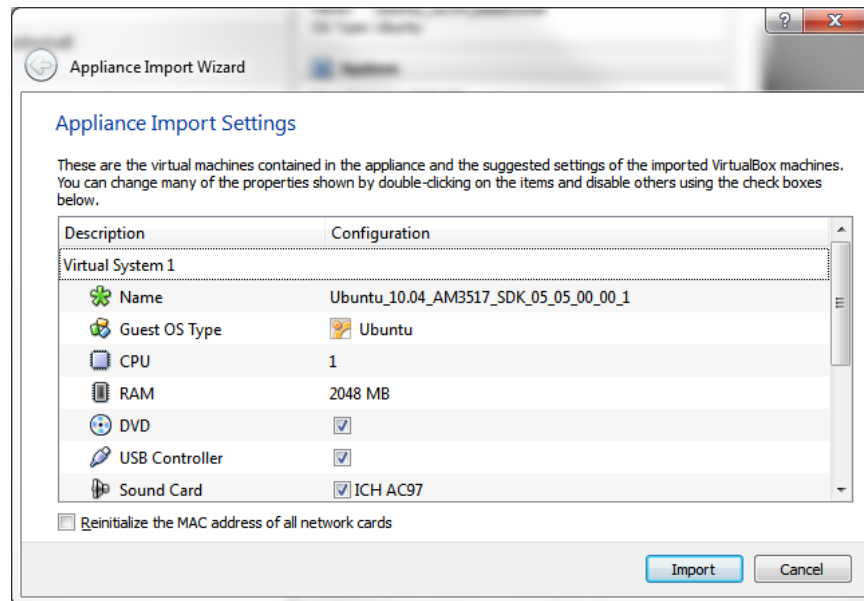 Appliance Import Wizard
Appliance Import Settings
These are the virtual machines contained in the appliance and the suggested settings of the imported VirtualBox machines.
You can change many of the properties shown by double-clicking on the items and disable others using the check boxes
below.
Description Configuration
Virtual System 1
Name Ubuntu_10.04_AM3517_SDK_05_05_00_00_1
Guest OS Type Ubuntu
CPU 1
RAM 2048 MB
DVD
USB Controller
Sound Card ICH AC97
Reinitialize the MAC address of all network cards
Import Cancel